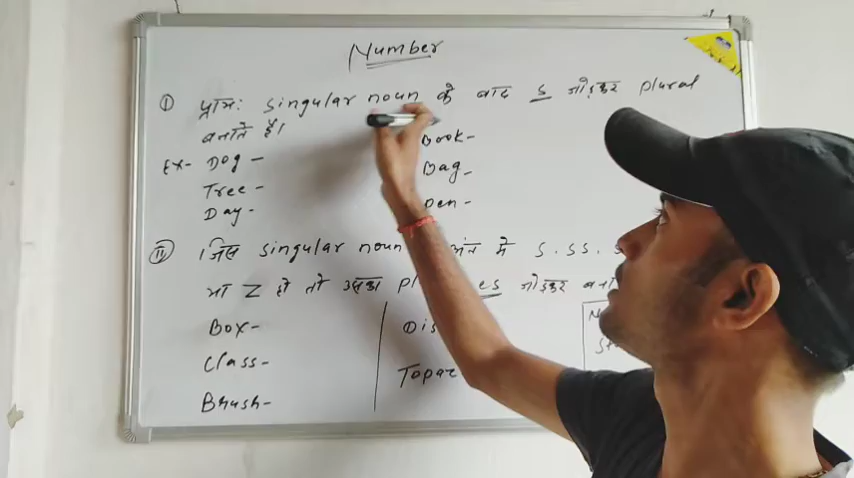 Number
① प्रायः singular noun के बाद s जोड़कर plural
बनाते है।
Ex- Dog - Book-
Tree - Bag-
Day - Pen-
② जिस singular noun अंत मे s. ss.
या Z हो तो उसका es जोड़कर
Box-
Class-
Topaz
Brush-